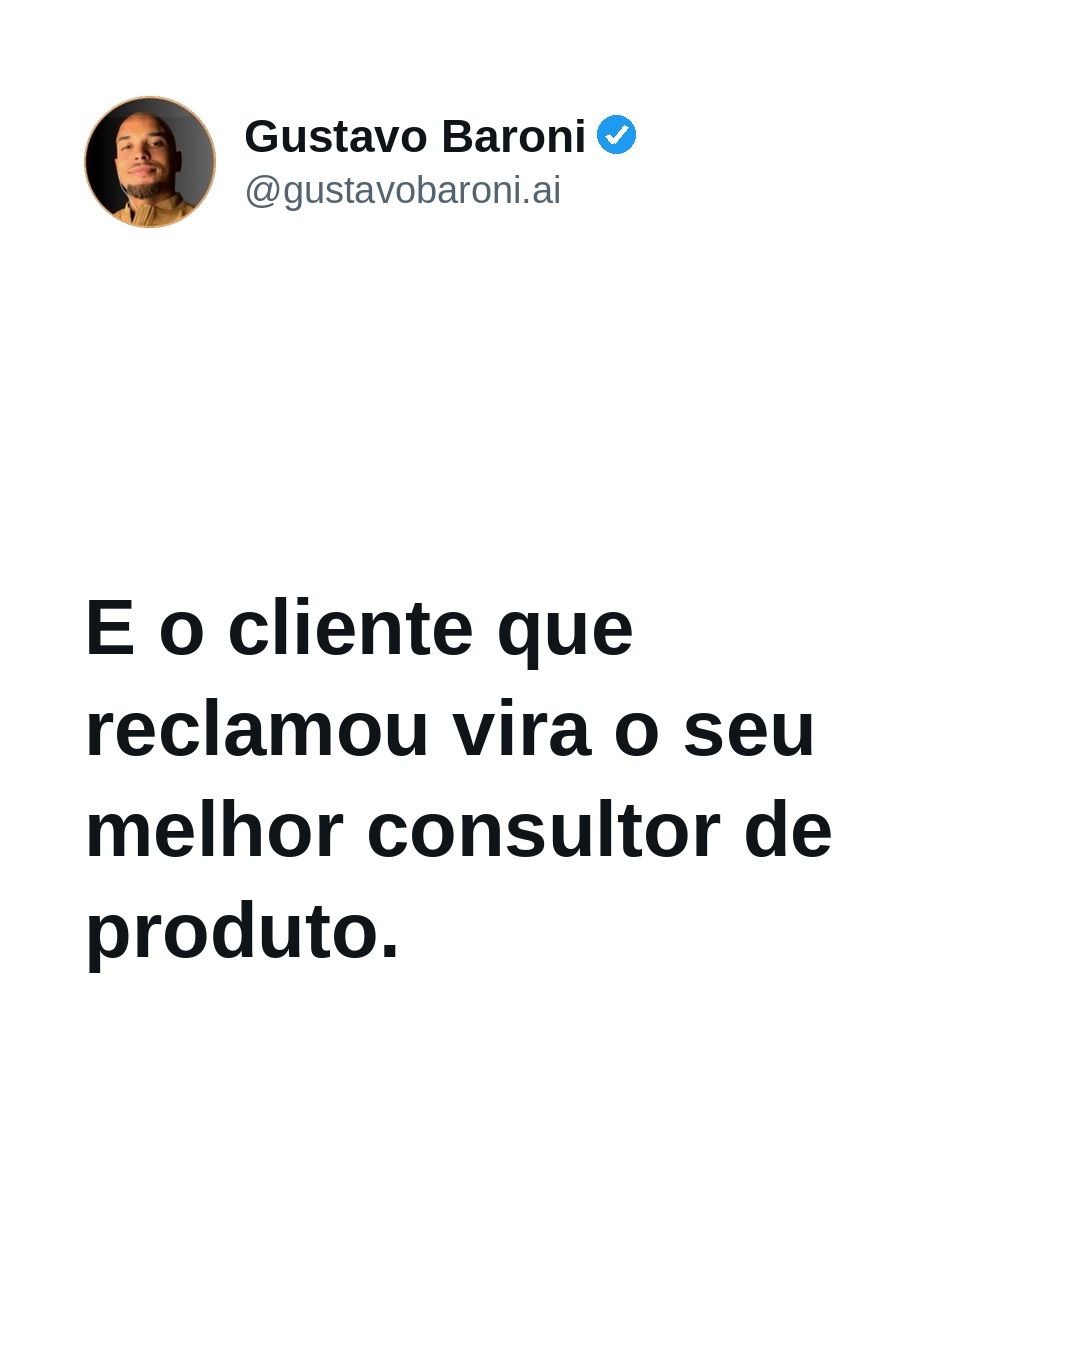 Gustavo Baroni
@gustavobaroni.ai
E o cliente que
reclamou vira o seu
melhor consultor de
produto.